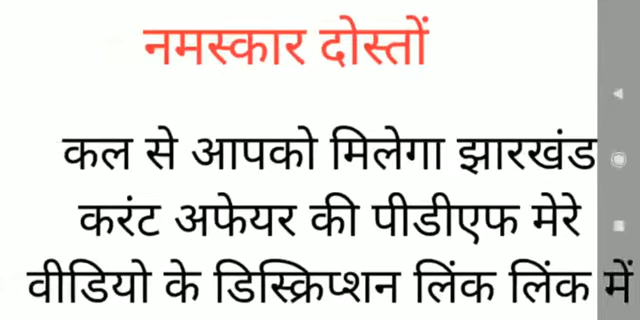 नमस्कार दोस्तों
कल से आपको मिलेगा झारखंड
करंट अफेयर की पीडीएफ मेरे
वीडियो के डिस्क्रिप्शन लिंक लिंक में